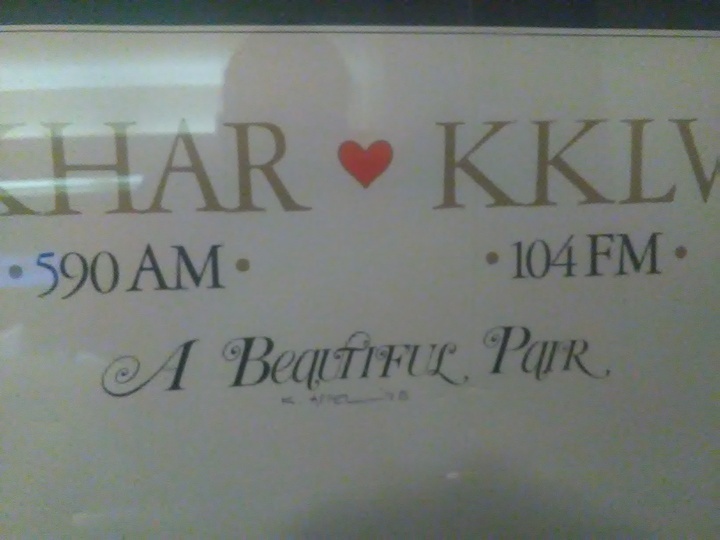 KHAR ♥ KKLV
• 590 AM • • 104 FM •
A Beautiful Pair